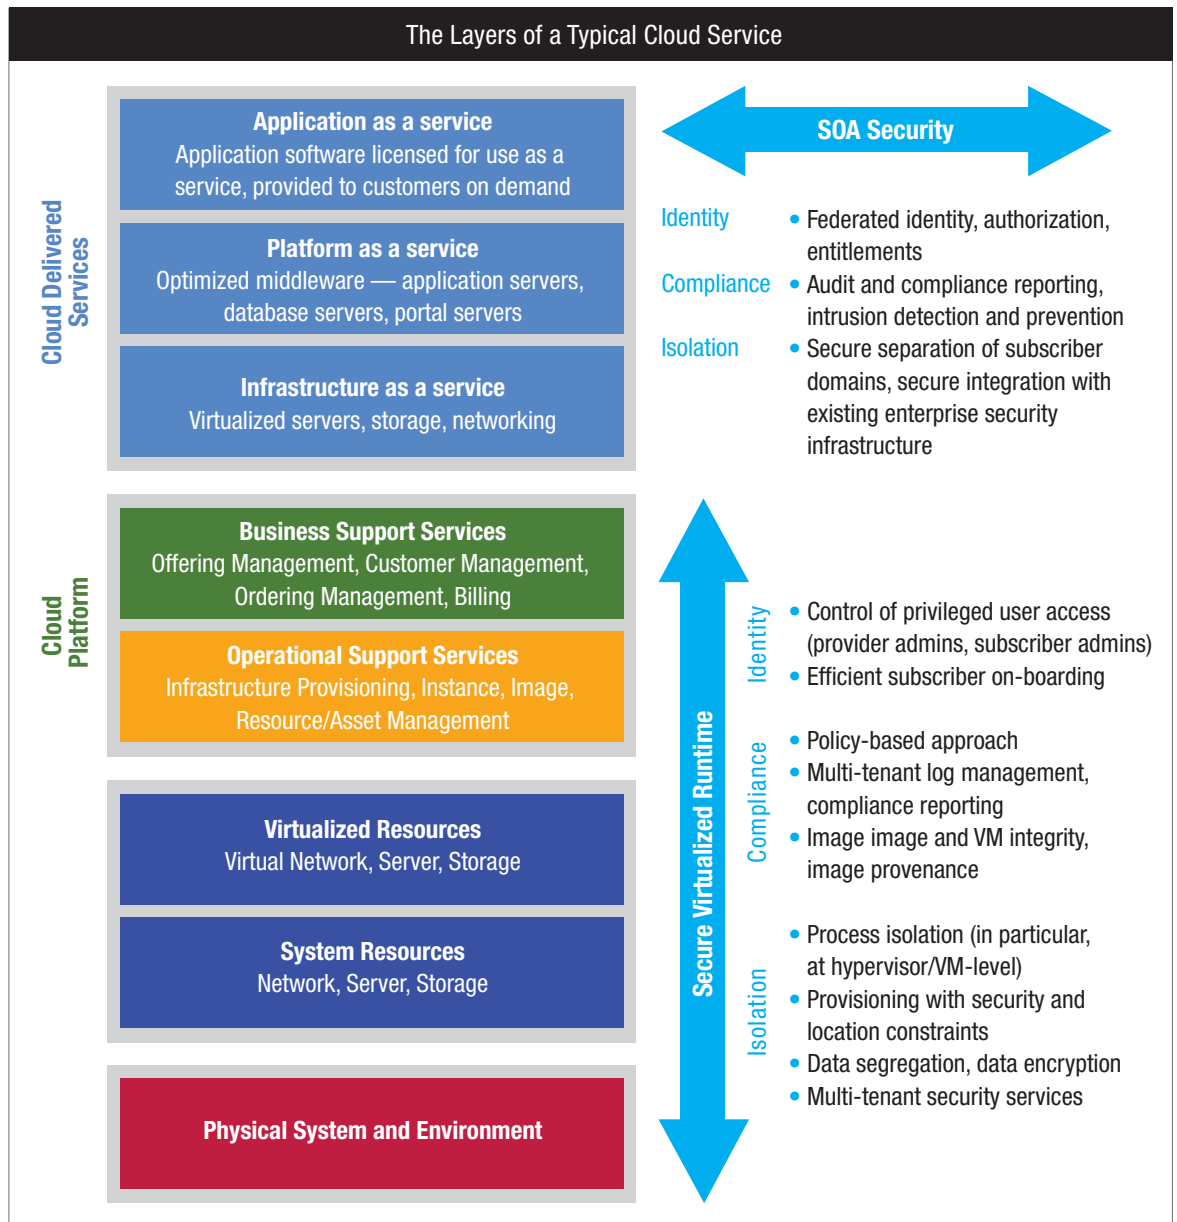 The Layers of a Typical Cloud Service
Cloud Delivered
Services
Application as a service
Application software licensed for use as a
service, provided to customers on demand
Platform as a service
Optimized middleware — application servers,
database servers, portal servers
Infrastructure as a service
Virtualized servers, storage, networking
SOA Security
Identity
• Federated identity, authorization,
entitlements
Compliance
• Audit and compliance reporting,
intrusion detection and prevention
Isolation
• Secure separation of subscriber
domains, secure integration with
existing enterprise security
infrastructure
Cloud
Platform
Business Support Services
Offering Management, Customer Management,
Ordering Management, Billing
Operational Support Services
Infrastructure Provisioning, Instance, Image,
Resource/Asset Management
Virtualized Resources
Virtual Network, Server, Storage
System Resources
Network, Server, Storage
Physical System and Environment
Secure Virtualized Runtime
Identity
• Control of privileged user access
(provider admins, subscriber admins)
• Efficient subscriber on-boarding
Compliance
• Policy-based approach
• Multi-tenant log management,
compliance reporting
• Image image and VM integrity,
image provenance
Isolation
• Process isolation (in particular,
at hypervisor/VM-level)
• Provisioning with security and
location constraints
• Data segregation, data encryption
• Multi-tenant security services